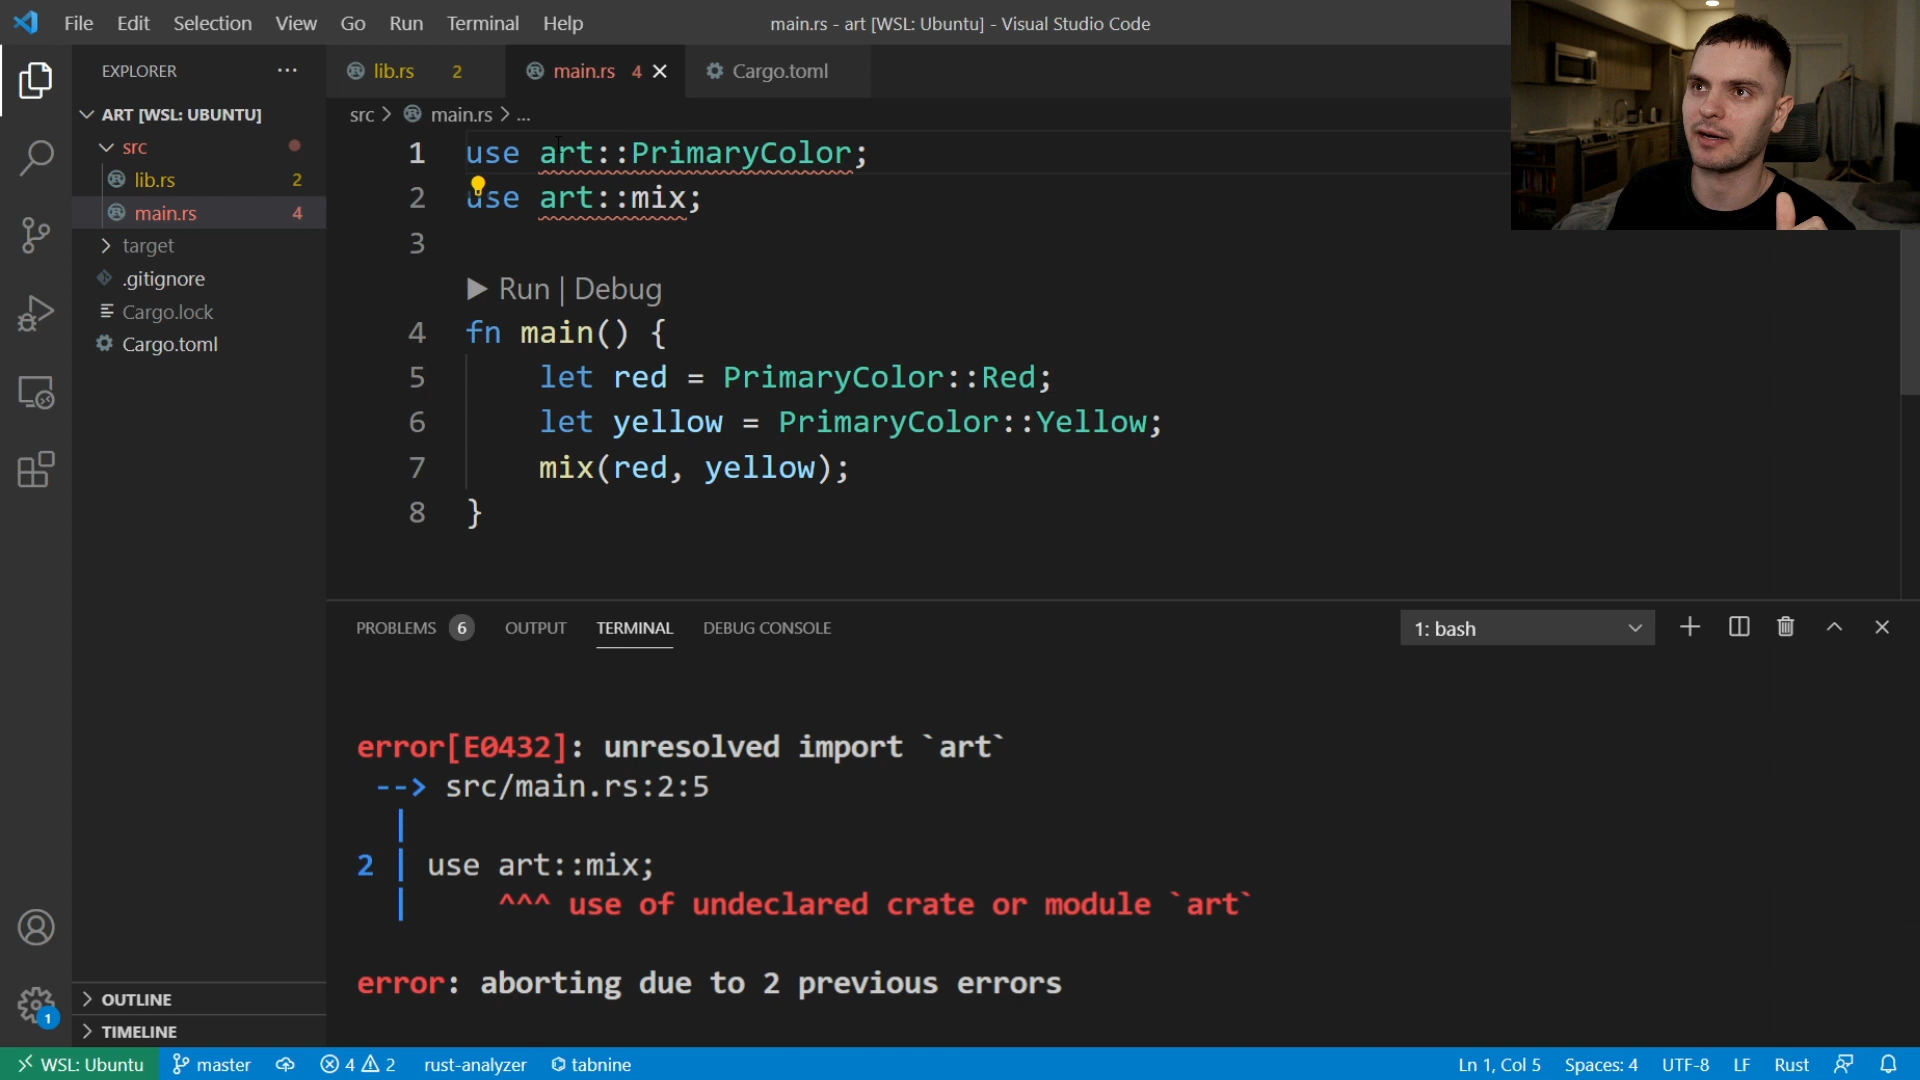 File Edit Selection View Go Run Terminal Help
main.rs - art [WSL: Ubuntu] - Visual Studio Code
EXPLORER ...
ART [WSL: UBUNTU]
src
lib.rs 2
main.rs 4
target
.gitignore
Cargo.lock
Cargo.toml
OUTLINE
TIMELINE
lib.rs 2 main.rs 4 Cargo.toml
src > main.rs > ...
1 use art::PrimaryColor;
2 use art::mix;
3
Run | Debug
4 fn main() {
5 let red = PrimaryColor::Red;
6 let yellow = PrimaryColor::Yellow;
7 mix(red, yellow);
8 }
PROBLEMS 6 OUTPUT TERMINAL DEBUG CONSOLE 1: bash
error[E0432]: unresolved import `art`
--> src/main.rs:2:5
|
2 | use art::mix;
| ^^^ use of undeclared crate or module `art`
error: aborting due to 2 previous errors
1
WSL: Ubuntu master 4 2 rust-analyzer tabnine Ln 1, Col 5 Spaces: 4 UTF-8 LF Rust